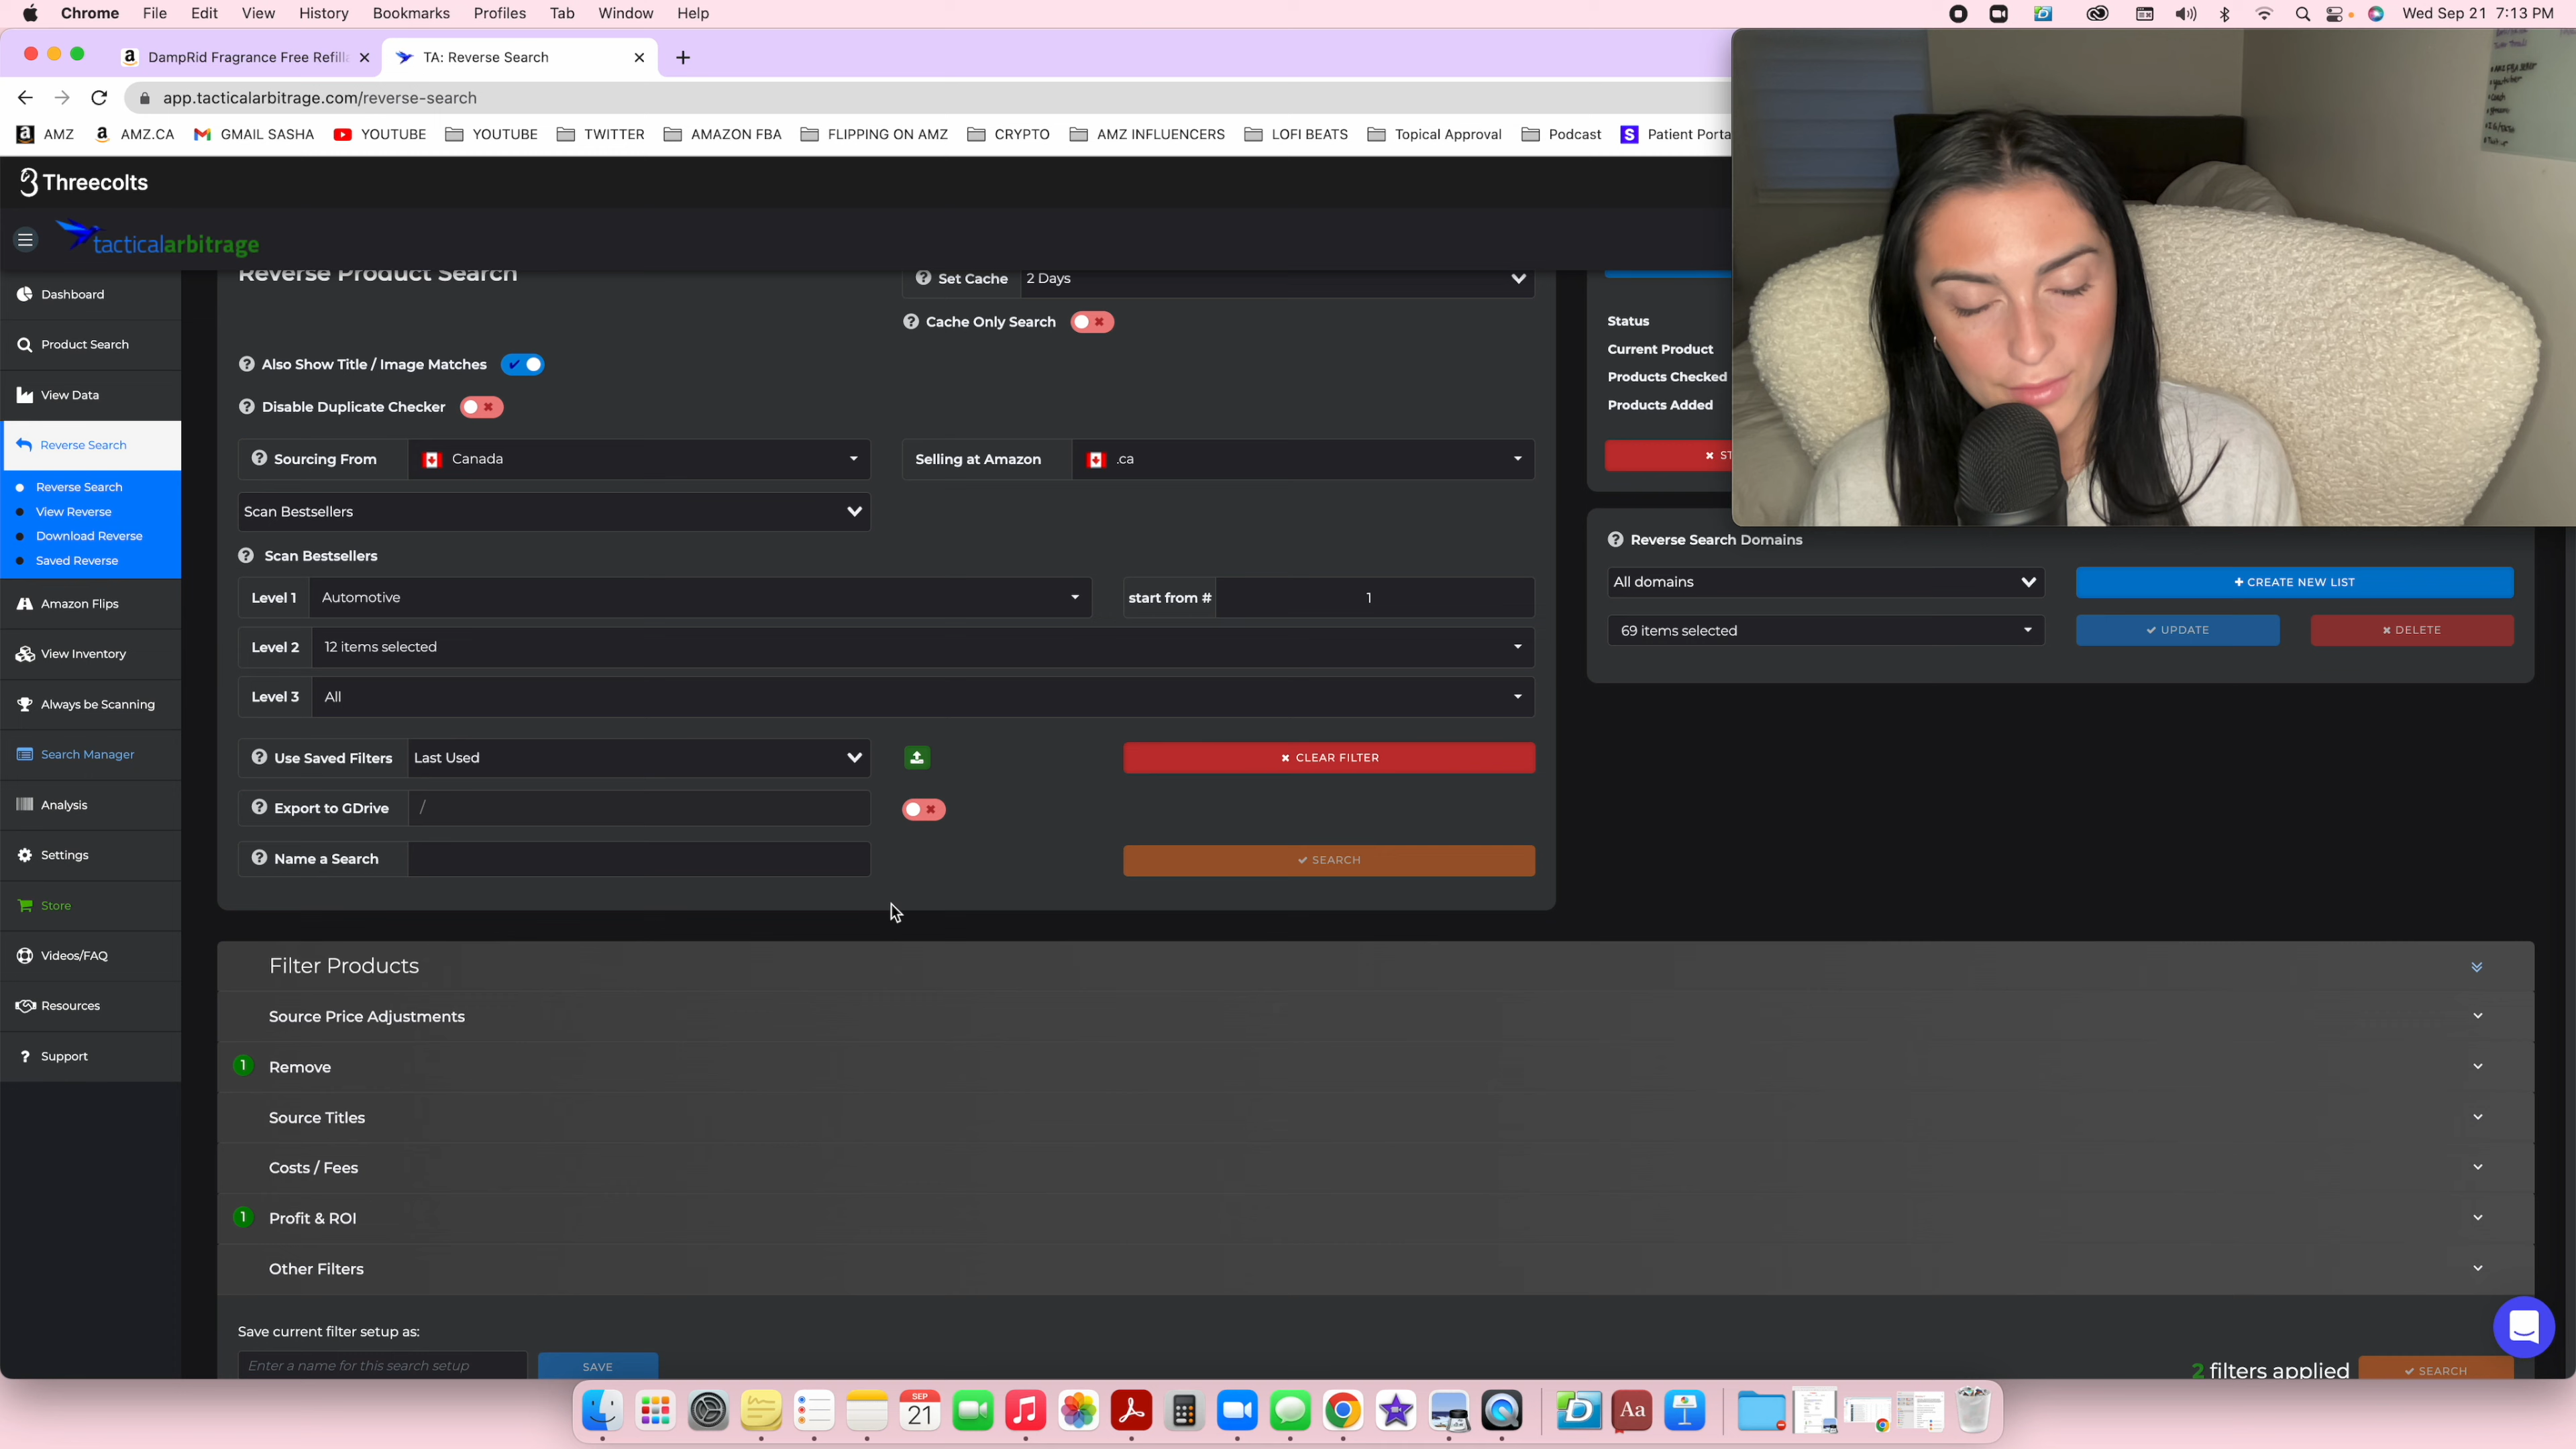 Chrome File Edit View History Bookmarks Profiles Tab Window Help Wed Sep 21 7:13 PM
DampRid Fragrance Free Refill TA: Reverse Search
app.tacticalarbitrage.com/reverse-search
AMZ AMZ.CA GMAIL SASHA YOUTUBE YOUTUBE TWITTER AMAZON FBA FLIPPING ON AMZ CRYPTO AMZ INFLUENCERS LOFI BEATS Topical Approval Podcast Patient Porta
Threecolts
tacticalarbitrage
Dashboard
Product Search
View Data
Reverse Search
Reverse Search
View Reverse
Download Reverse
Saved Reverse
Amazon Flips
View Inventory
Always be Scanning
Search Manager
Analysis
Settings
Store
Videos/FAQ
Resources
Support
Reverse Product Search
Set Cache 2 Days
Cache Only Search
Also Show Title / Image Matches
Disable Duplicate Checker
Sourcing From Canada Selling at Amazon .ca
Scan Bestsellers
Scan Bestsellers
Level 1 Automotive start from # 1
Level 2 12 items selected
Level 3 All
Use Saved Filters Last Used CLEAR FILTER
Export to GDrive /
Name a Search SEARCH
Status
Current Product
Products Checked
Products Added
ST
Reverse Search Domains
All domains CREATE NEW LIST
69 items selected UPDATE DELETE
Filter Products
Source Price Adjustments
1 Remove
Source Titles
Costs / Fees
1 Profit & ROI
Other Filters
Save current filter setup as:
Enter a name for this search setup SAVE 2 filters applied SEARCH
SEP
21
Aa